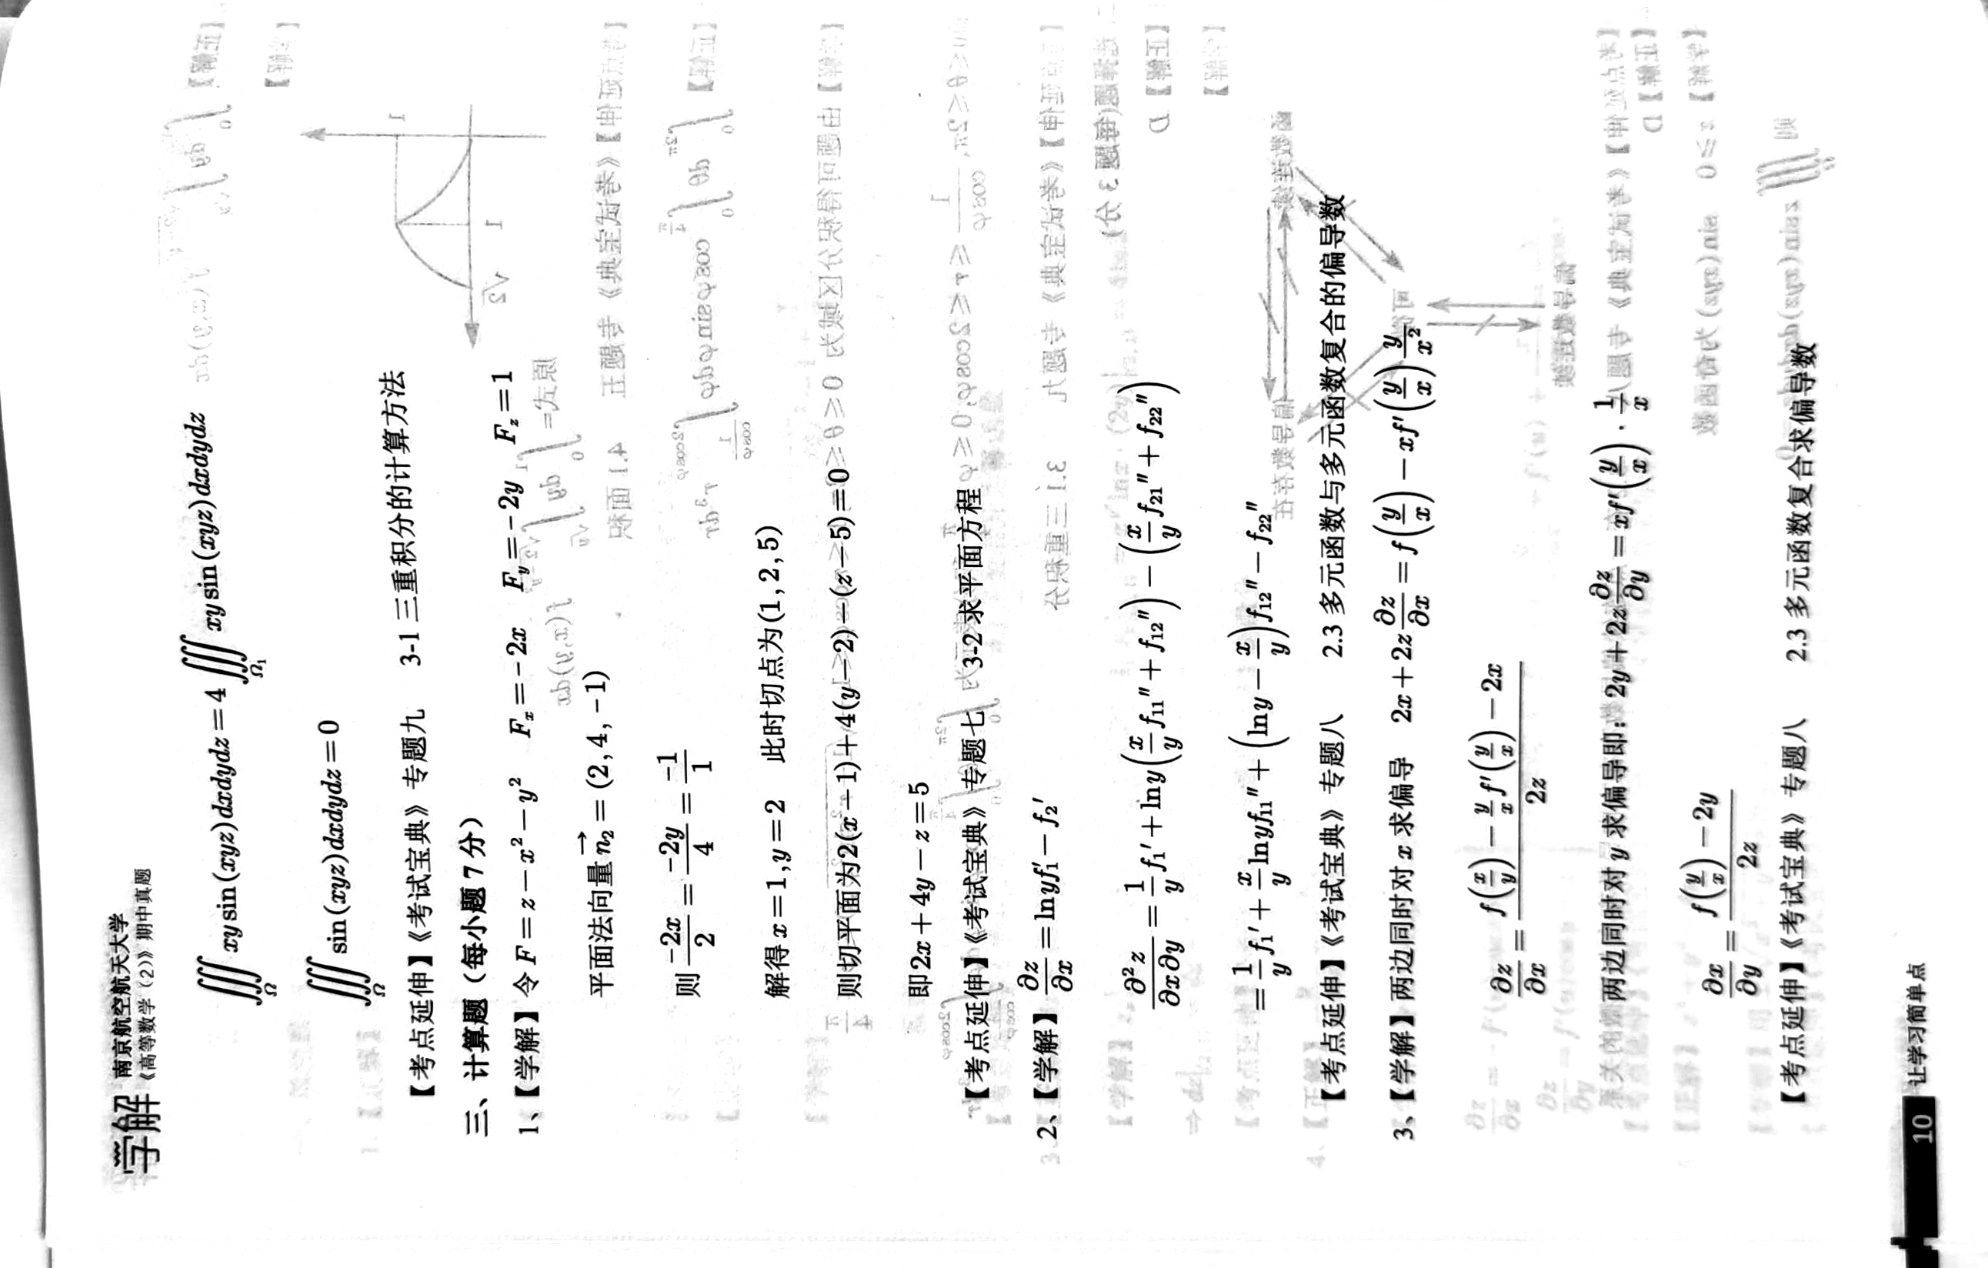 学解 南京航空航天大学
《高等数学（2）》期中真题
∭_Ω xy sin(xyz)dxdydz = 4∭_{Ω₁} xy sin(xyz)dxdydz
∭_Ω sin(xyz)dxdydz = 0
【考点延伸】《考试宝典》专题九 3-1 三重积分的计算方法
三、计算题（每小题 7 分）
1、【学解】令 F = z − x² − y² F_x = −2x F_y = −2y F_z = 1
平面法向量 n₂→ = (2, 4, −1)
则 −2x/2 = −2y/4 = −1/1
解得 x = 1, y = 2 此时切点为 (1, 2, 5)
则切平面为 2(x − 1) + 4(y − 2) − (z − 5) = 0
即 2x + 4y − z = 5
【考点延伸】《考试宝典》专题七 3-2 求平面方程
2、【学解】∂z/∂x = lnyf₁′ − f₂′
∂²z/∂x∂y = 1/y f₁′ + lny(x/y f₁₁″ + f₁₂″) − (x/y f₂₁″ + f₂₂″)
= 1/y f₁′ + x/y lnyf₁₁″ + (lny − x/y)f₁₂″ − f₂₂″
【考点延伸】《考试宝典》专题八 2.3 多元函数与多元函数复合的偏导数
3、【学解】两边同时对 x 求偏导 2x + 2z ∂z/∂x = f(y/x) − xf′(y/x) y/x²
∂z/∂x = [f(x/y) − y/x f′(y/x) − 2x] / 2z
两边同时对 y 求偏导即：2y + 2z ∂z/∂y = xf′(y/x) · 1/x
∂z/∂y = [f(y/x) − 2y] / 2z
【考点延伸】《考试宝典》专题八 2.3 多元函数复合求偏导数
10 让学习简单点